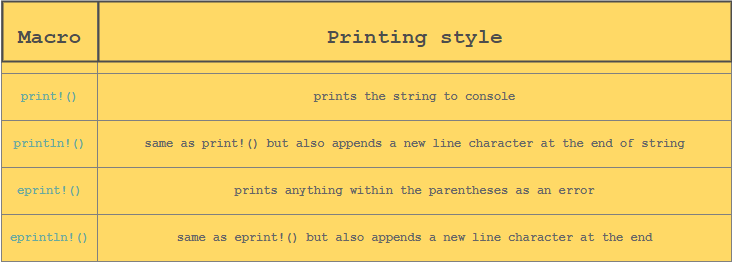 Macro Printing style
print!() prints the string to console
println!() same as print!() but also appends a new line character at the end of string
eprint!() prints anything within the parentheses as an error
eprintln!() same as eprint!() but also appends a new line character at the end